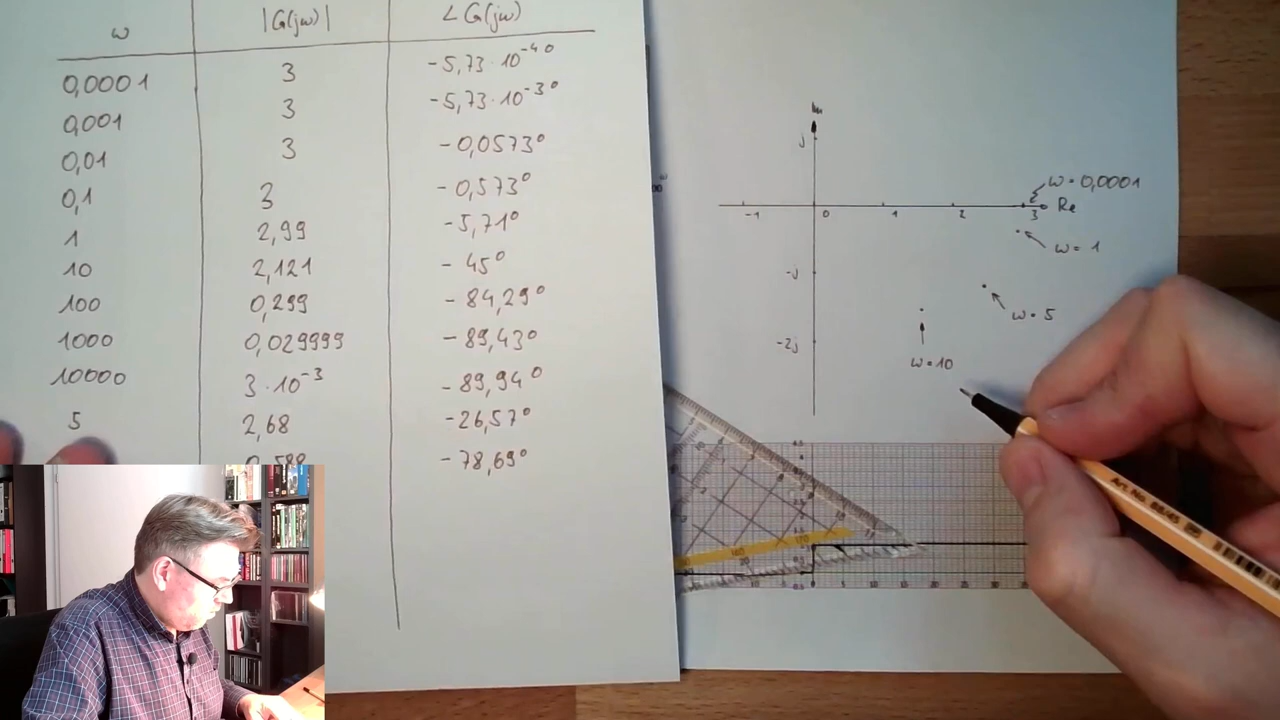 ω |G(jω)| ∠ G(jω)
0,0001 3 -5,73·10⁻⁴°
0,001 3 -5,73·10⁻³°
0,01 3 -0,0573°
0,1 3 -0,573°
1 2,99 -5,71°
10 2,121 -45°
100 0,299 -84,29°
1000 0,029999 -89,43°
10000 3·10⁻³ -89,94°
5 2,68 -26,57°
0,588 -78,69°
Im
j
ω=0,0001
-1 0 1 2 3 Re
ω=1
-j
ω=5
-2j
ω=10